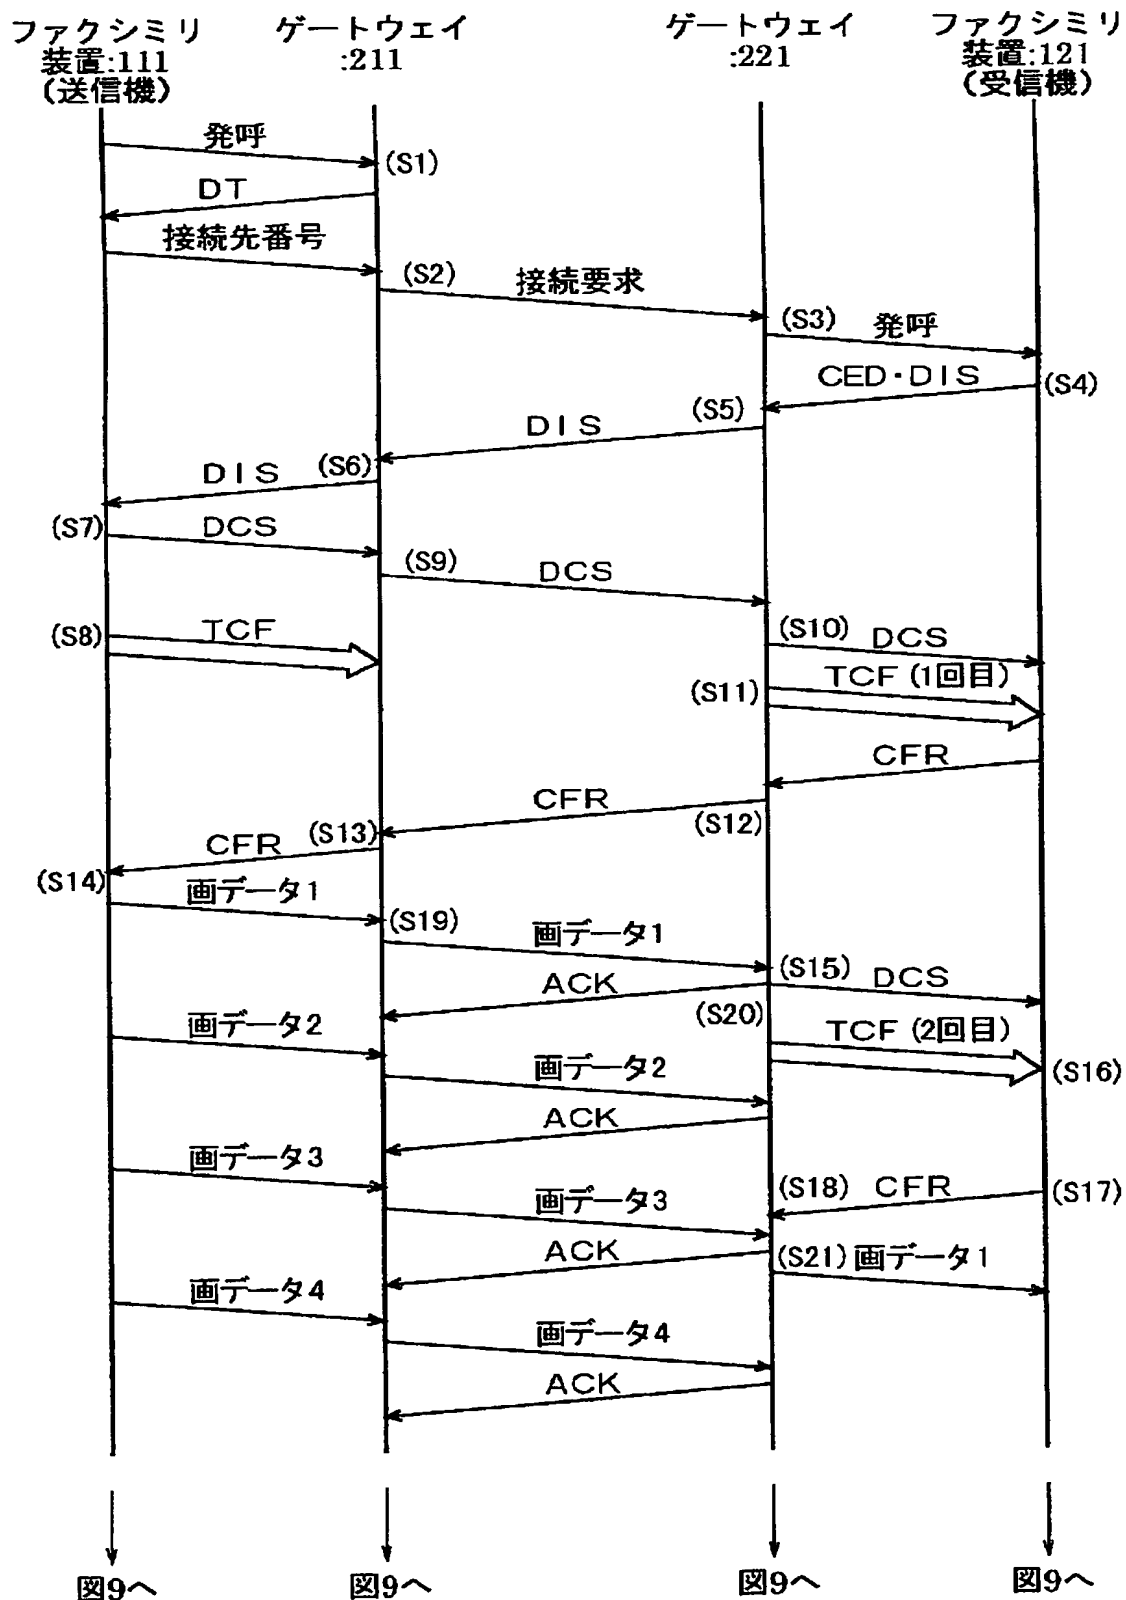 ファクシミリ
装置:111
(送信機)
ゲートウェイ
:211
ゲートウェイ
:221
ファクシミリ
装置:121
(受信機)
発呼
(S1)
DT
接続先番号
(S2)
接続要求
(S3)
発呼
CED・DIS
(S4)
(S5)
DIS
(S6)
DIS
(S7)
DCS
(S9)
DCS
(S8)
TCF
(S10)
DCS
(S11)
TCF (1回目)
CFR
CFR
(S12)
(S13)
CFR
(S14)
画データ1
(S19)
画データ1
(S15)
DCS
ACK
(S20)
画データ2
TCF (2回目)
(S16)
画データ2
ACK
画データ3
(S18)
CFR
(S17)
画データ3
ACK
(S21)
画データ1
画データ4
画データ4
ACK
図9へ
図9へ
図9へ
図9へ